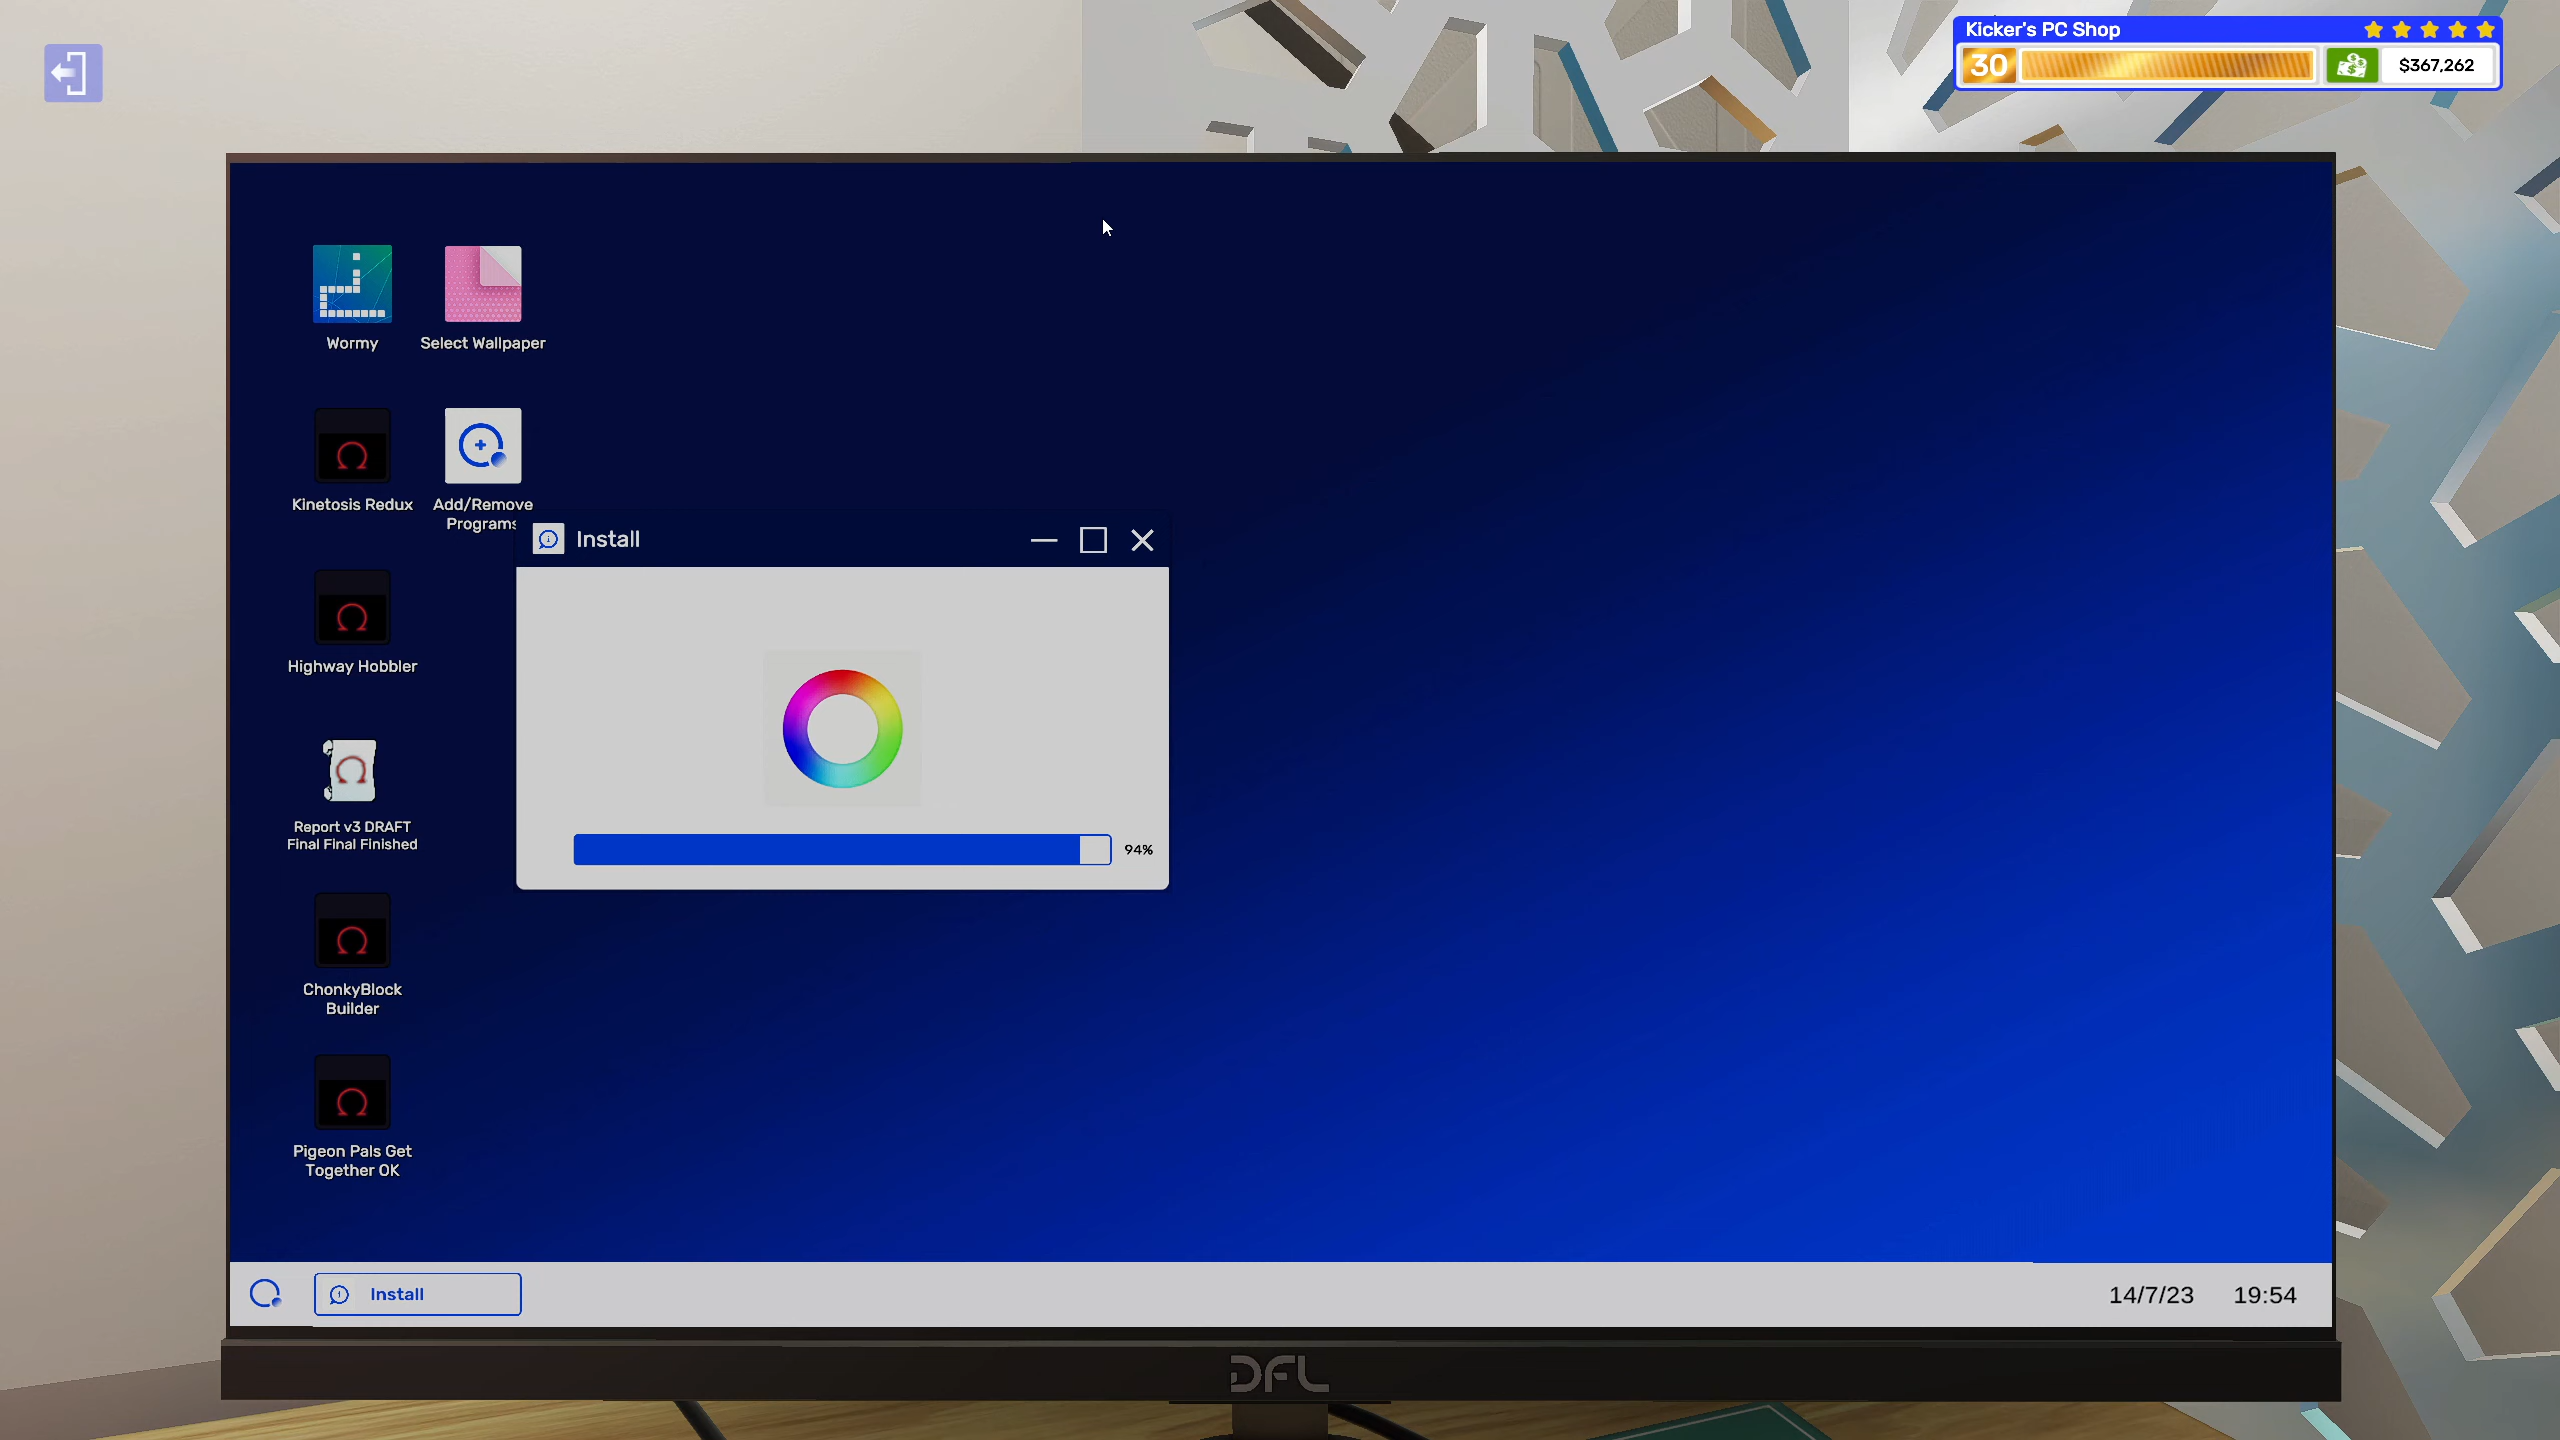 Kicker's PC Shop
30
$367,262
Wormy
Select Wallpaper
Kinetosis Redux
Add/Remove
Programs
Install
Highway Hobbler
94%
Report v3 DRAFT
Final Final Finished
ChonkyBlock
Builder
Pigeon Pals Get
Together OK
Install
14/7/23
19:54
DFL